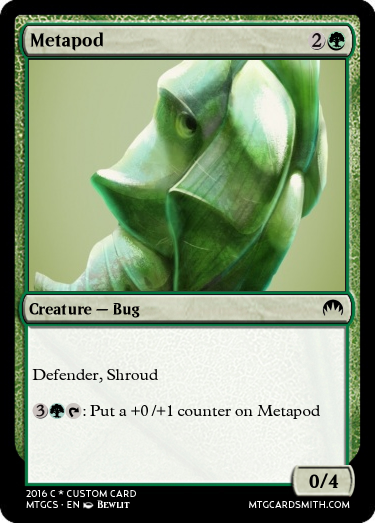 Metapod 2
Creature — Bug
Defender, Shroud
3: Put a +0/+1 counter on Metapod
0/4
2016 C * CUSTOM CARD
MTGCS · EN BEWLIT MTGCARDSMITH.COM